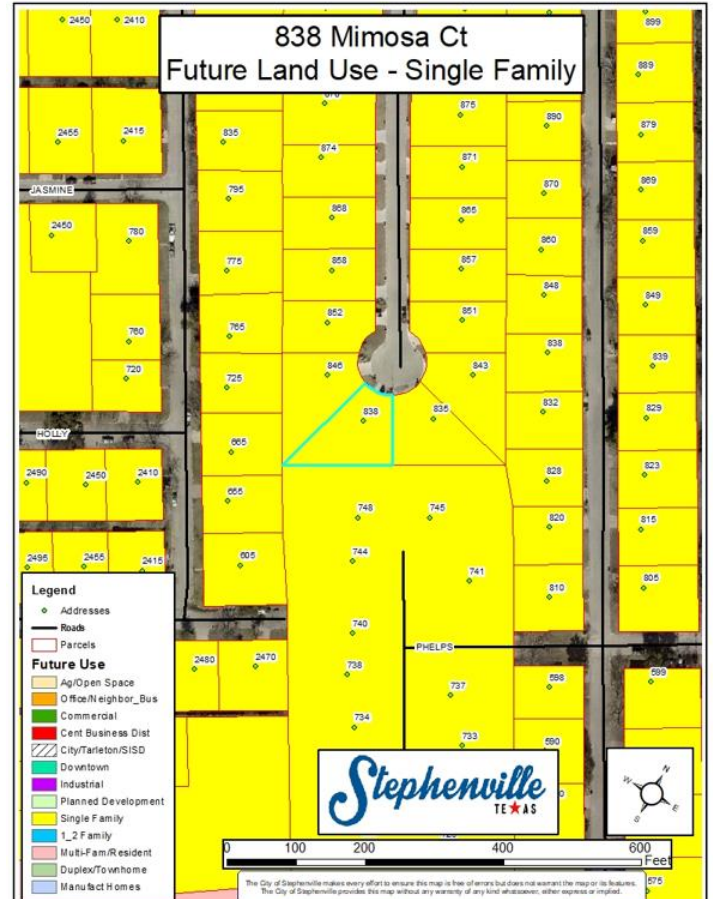 838 Mimosa Ct
Future Land Use - Single Family
2450
2410
899
889
2455
2415
835
875
890
879
874
871
JASMINE
795
868
870
869
2450
780
865
775
858
857
860
859
848
849
760
765
852
851
838
839
720
725
846
843
838
835
832
829
HOLLY
665
2490
2450
2410
828
823
655
748
745
820
815
2495
2455
2415
605
744
741
810
805
740
PHELPS
2480
2470
738
737
598
599
734
733
590
Legend
Addresses
Roads
Parcels
Future Use
Ag/Open Space
Office/Neighbor_Bus
Commercial
Cent Business Dist
City/Tarleton/SISD
Downtown
Industrial
Planned Development
Single Family
1_2 Family
Multi-Fam/Resident
Duplex/Townhome
Manufact Homes
Stephenville
TEXAS
N
W
E
S
0 100 200 400 600
Feet
575
The City of Stephenville makes every effort to ensure this map is free of errors but does not warrant the map or its features.
The City of Stephenville provides this map without any warranty of any kind whatsoever, either express or implied.